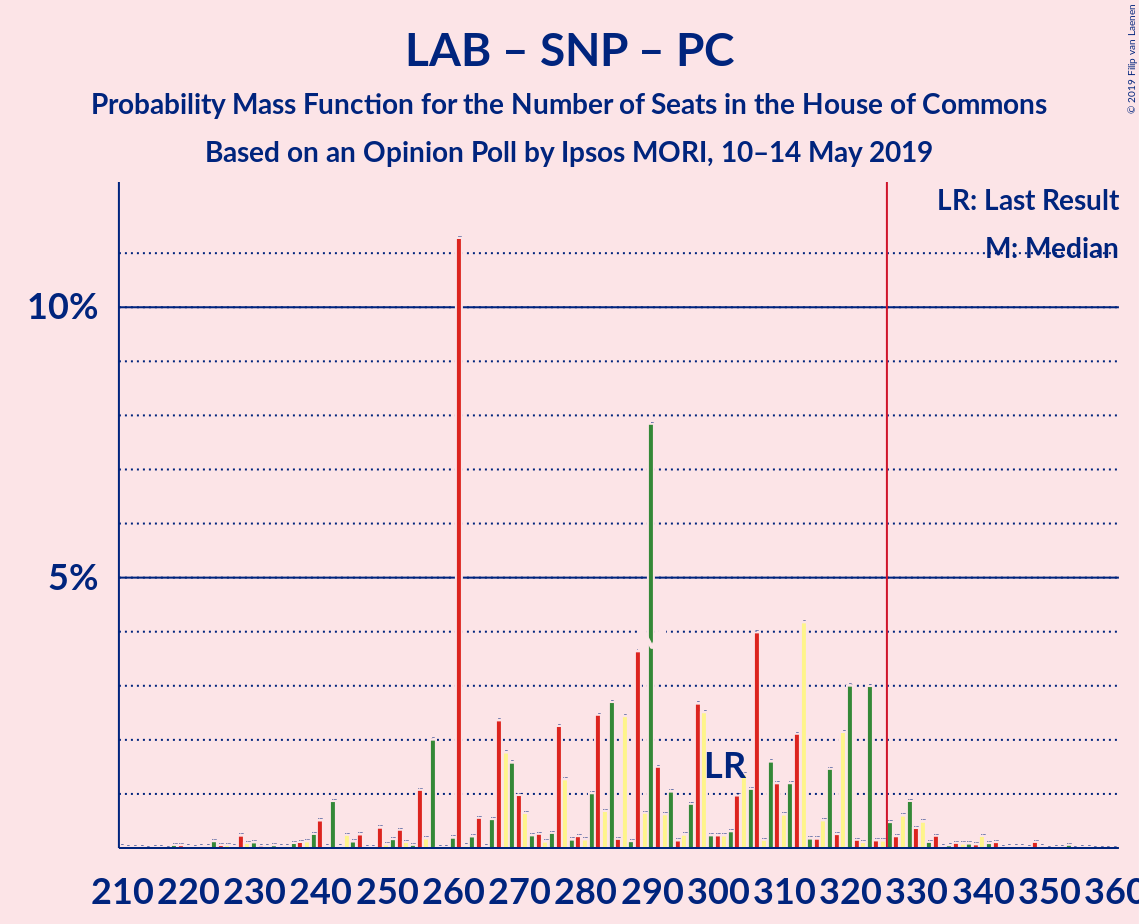 LAB – SNP – PC
Probability Mass Function for the Number of Seats in the House of Commons
Based on an Opinion Poll by Ipsos MORI, 10–14 May 2019
© 2019 Filip van Laenen
LR: Last Result
M: Median
10%
5%
LR
210 220 230 240 250 260 270 280 290 300 310 320 330 340 350 360